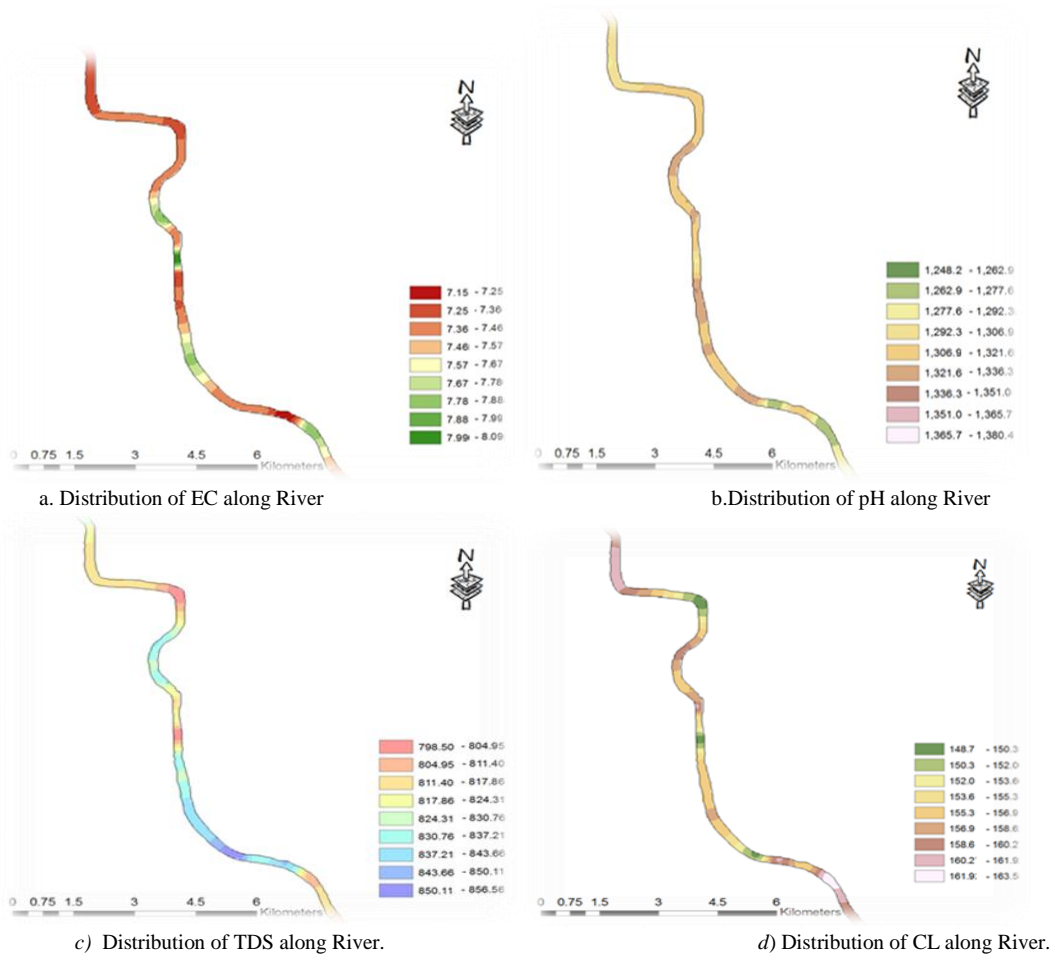 N
7.15 - 7.25
7.25 - 7.36
7.36 - 7.46
7.46 - 7.57
7.57 - 7.67
7.67 - 7.78
7.78 - 7.88
7.88 - 7.99
7.99 - 8.09
0 0.75 1.5 3 4.5 6
Kilometers
a. Distribution of EC along River
N
1,248.2 - 1,262.9
1,262.9 - 1,277.6
1,277.6 - 1,292.3
1,292.3 - 1,306.9
1,306.9 - 1,321.6
1,321.6 - 1,336.3
1,336.3 - 1,351.0
1,351.0 - 1,365.7
1,365.7 - 1,380.4
0 0.75 1.5 3 4.5 6
Kilometers
b.Distribution of pH along River
N
798.50 - 804.95
804.95 - 811.40
811.40 - 817.86
817.86 - 824.31
824.31 - 830.76
830.76 - 837.21
837.21 - 843.66
843.66 - 850.11
850.11 - 856.56
0 0.75 1.5 3 4.5 6
Kilometers
c) Distribution of TDS along River.
N
148.7 - 150.3
150.3 - 152.0
152.0 - 153.6
153.6 - 155.3
155.3 - 156.9
156.9 - 158.6
158.6 - 160.2
160.2 - 161.9
161.9 - 163.5
0 0.75 1.5 3 4.5 6
Kilometers
d) Distribution of CL along River.